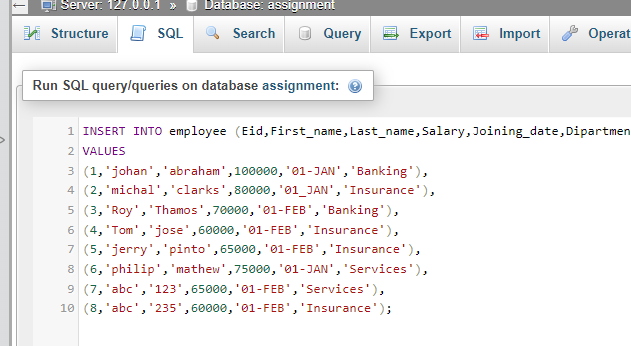 Server: 127.0.0.1 » Database: assignment
Structure SQL Search Query Export Import Operat
Run SQL query/queries on database assignment:
1 INSERT INTO employee (Eid,First_name,Last_name,Salary,Joining_date,Dipartmen
2 VALUES
3 (1,'johan','abraham',100000,'01-JAN','Banking'),
4 (2,'michal','clarks',80000,'01_JAN','Insurance'),
5 (3,'Roy','Thamos',70000,'01-FEB','Banking'),
6 (4,'Tom','jose',60000,'01-FEB','Insurance'),
7 (5,'jerry','pinto',65000,'01-FEB','Insurance'),
8 (6,'philip','mathew',75000,'01-JAN','Services'),
9 (7,'abc','123',65000,'01-FEB','Services'),
10 (8,'abc','235',60000,'01-FEB','Insurance');